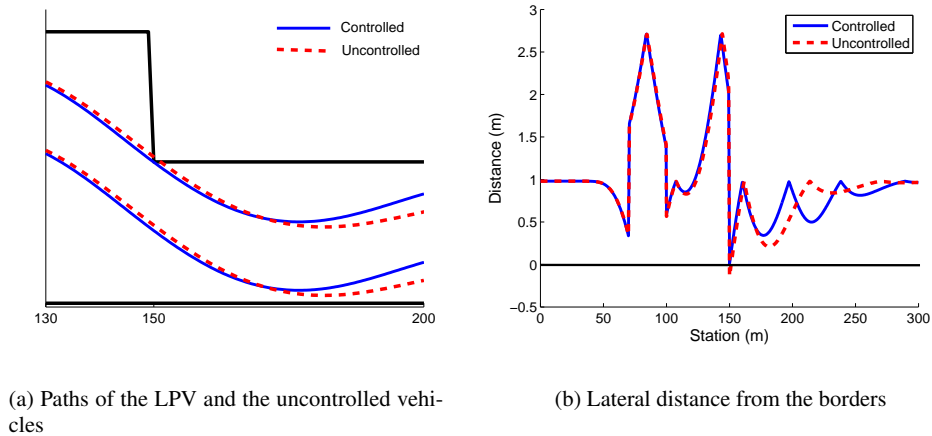 Controlled
Uncontrolled
130
150
200
3
2.5
2
1.5
1
0.5
0
−0.5
Distance (m)
Controlled
Uncontrolled
0
50
100
150
200
250
300
Station (m)
(a) Paths of the LPV and the uncontrolled vehi-
cles
(b) Lateral distance from the borders